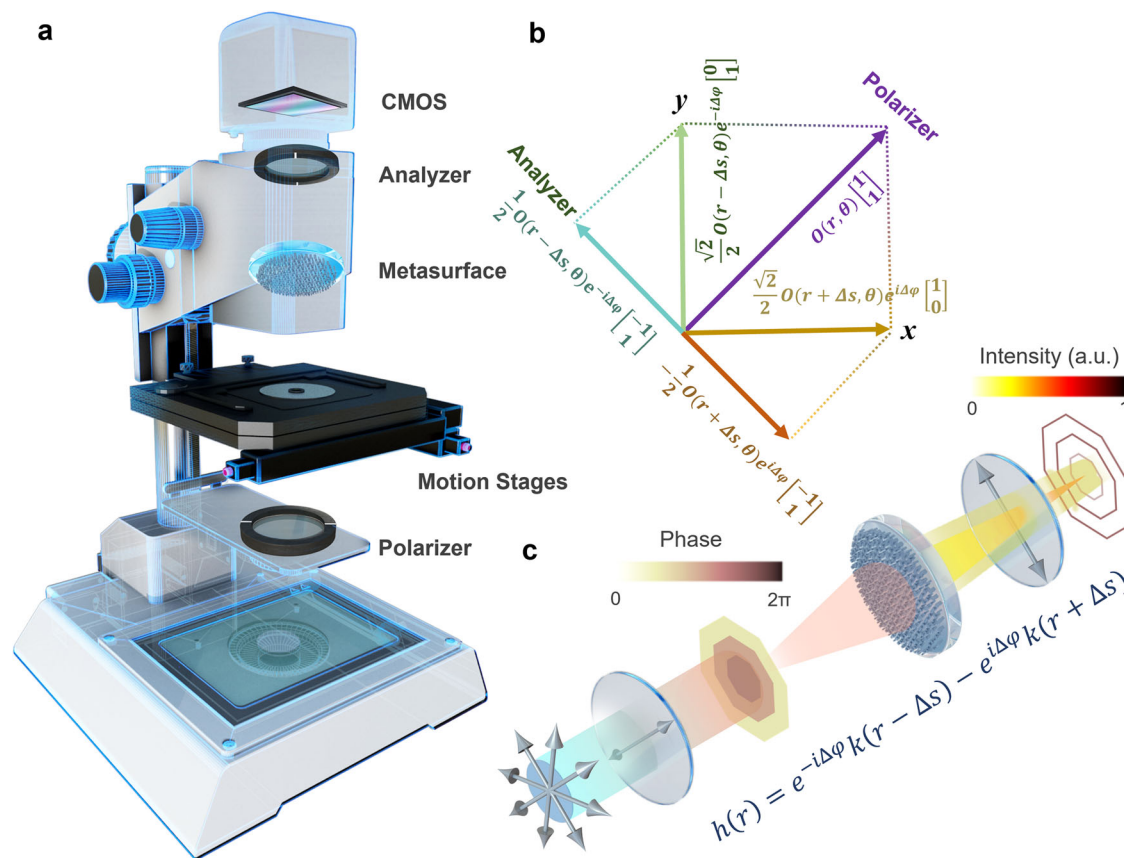 a
CMOS
Analyzer
Metasurface
Motion Stages
Polarizer
b
y
x
Polarizer
Analyzer
O(r, θ)[1 1]
√2/2 O(r − Δs, θ)e^{−iΔφ}[0 1]
√2/2 O(r + Δs, θ)e^{iΔφ}[1 0]
1/2 O(r − Δs, θ)e^{−iΔφ}[−1 1]
−1/2 O(r + Δs, θ)e^{iΔφ}[−1 1]
Intensity (a.u.)
0 1
c
Phase
0 2π
h(r) = e^{−iΔφ}k(r − Δs) − e^{iΔφ}k(r + Δs)